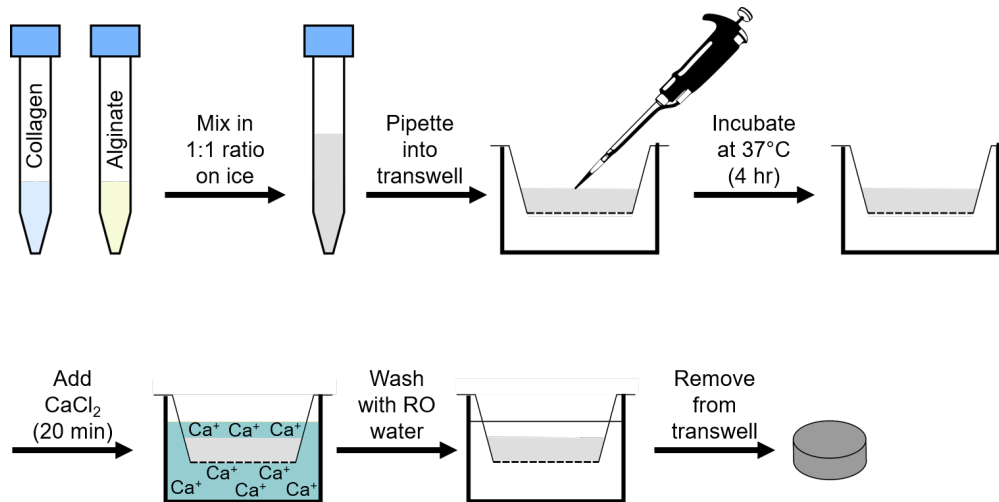 Collagen
Alginate
Mix in
1:1 ratio
on ice
Pipette
into
transwell
Incubate
at 37°C
(4 hr)
Add
CaCl₂
(20 min)
Ca⁺ Ca⁺ Ca⁺
Ca⁺ Ca⁺
Ca⁺ Ca⁺ Ca⁺
Wash
with RO
water
Remove
from
transwell